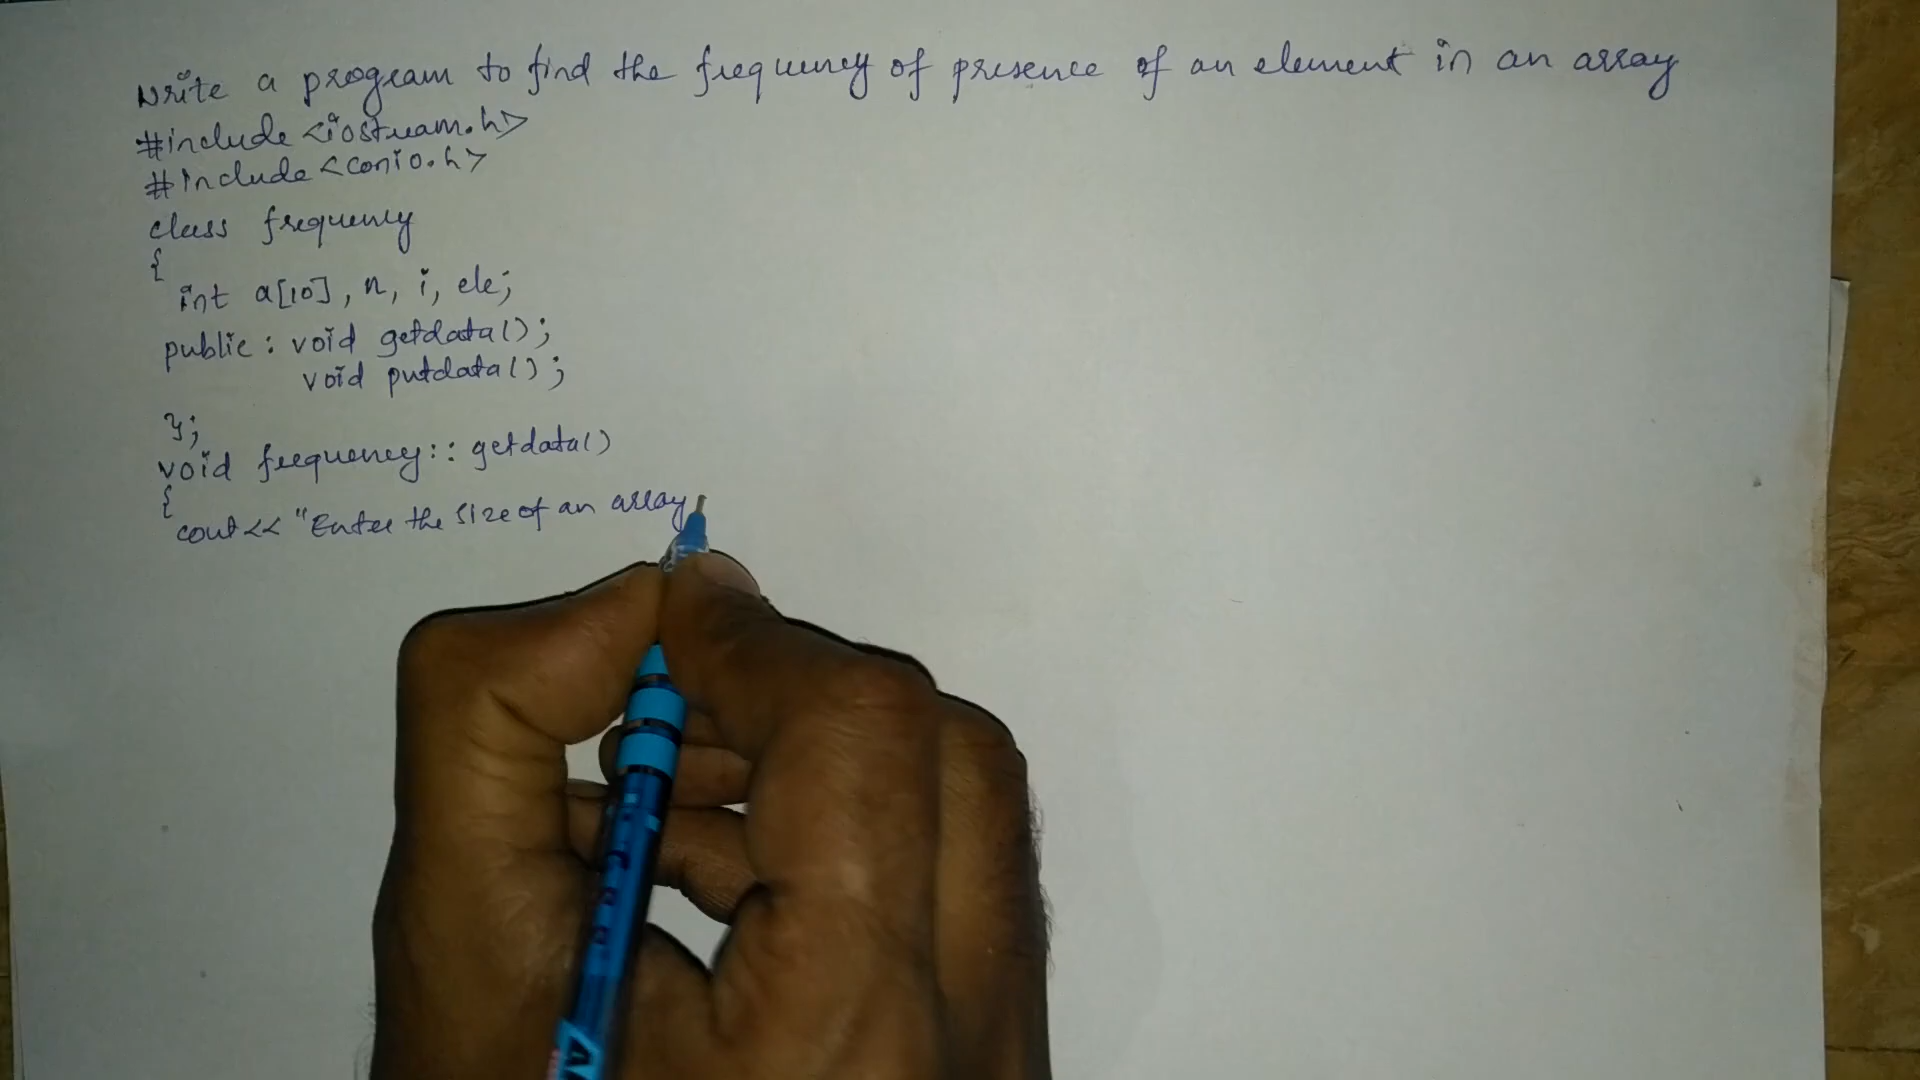 Write a program to find the frequency of presence of an element in an array
#include <iostream.h>
#include <conio.h>
class frequency
{
int a[10], n, i, ele;
public: void getdata();
void putdata();
};
void frequency:: getdata()
{
cout<< "Enter the size of an array